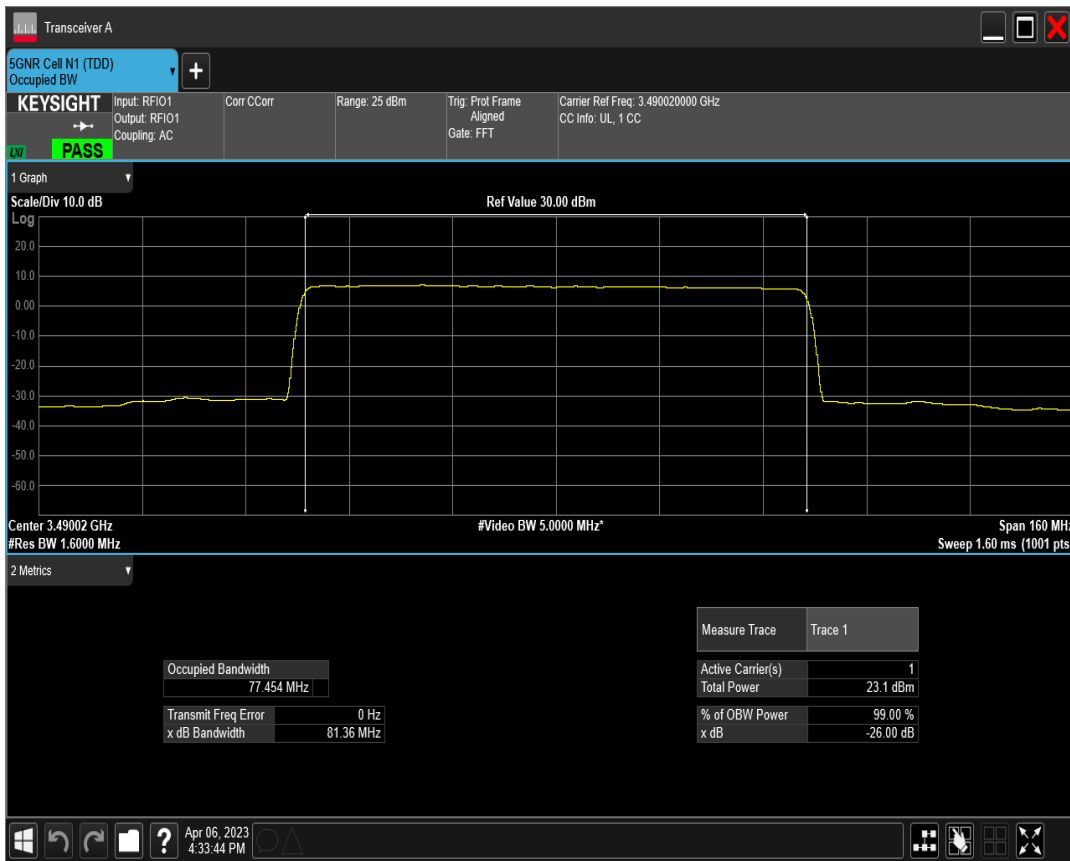 Transceiver A
5GNR Cell N1 (TDD)
Occupied BW
KEYSIGHT
LXI
PASS
Input: RFIO1
Output: RFIO1
Coupling: AC
Corr CCorr
Range: 25 dBm
Trig: Prot Frame
Aligned
Gate: FFT
Carrier Ref Freq: 3.490020000 GHz
CC Info: UL, 1 CC
1 Graph
Scale/Div 10.0 dB
Ref Value 30.00 dBm
Log
20.0
10.0
0.00
-10.0
-20.0
-30.0
-40.0
-50.0
-60.0
Center 3.49002 GHz
#Video BW 5.0000 MHz*
Span 160 MHz
#Res BW 1.6000 MHz
Sweep 1.60 ms (1001 pts
2 Metrics
Measure Trace Trace 1
Occupied Bandwidth
77.454 MHz
Active Carrier(s) 1
Total Power 23.1 dBm
Transmit Freq Error 0 Hz
x dB Bandwidth 81.36 MHz
% of OBW Power 99.00 %
x dB -26.00 dB
?
Apr 06, 2023
4:33:44 PM